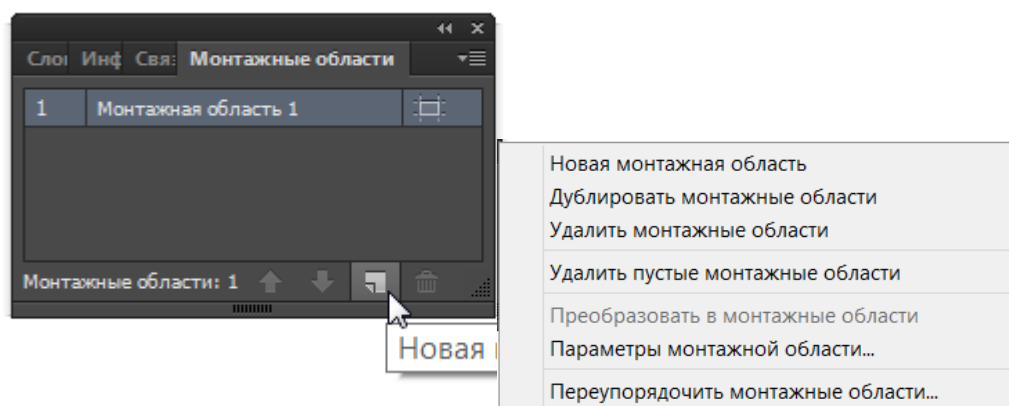 Сло Инф Свя Монтажные области
1 Монтажная область 1
Монтажные области: 1
Новая
Новая монтажная область
Дублировать монтажные области
Удалить монтажные области
Удалить пустые монтажные области
Преобразовать в монтажные области
Параметры монтажной области...
Переупорядочить монтажные области...